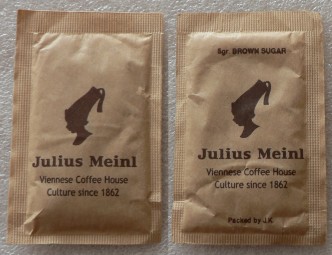 Julius Meinl
Viennese Coffee House
Culture since 1862
5gr. BROWN SUGAR
Julius Meinl
Viennese Coffee House
Culture since 1862
Packed by J.K